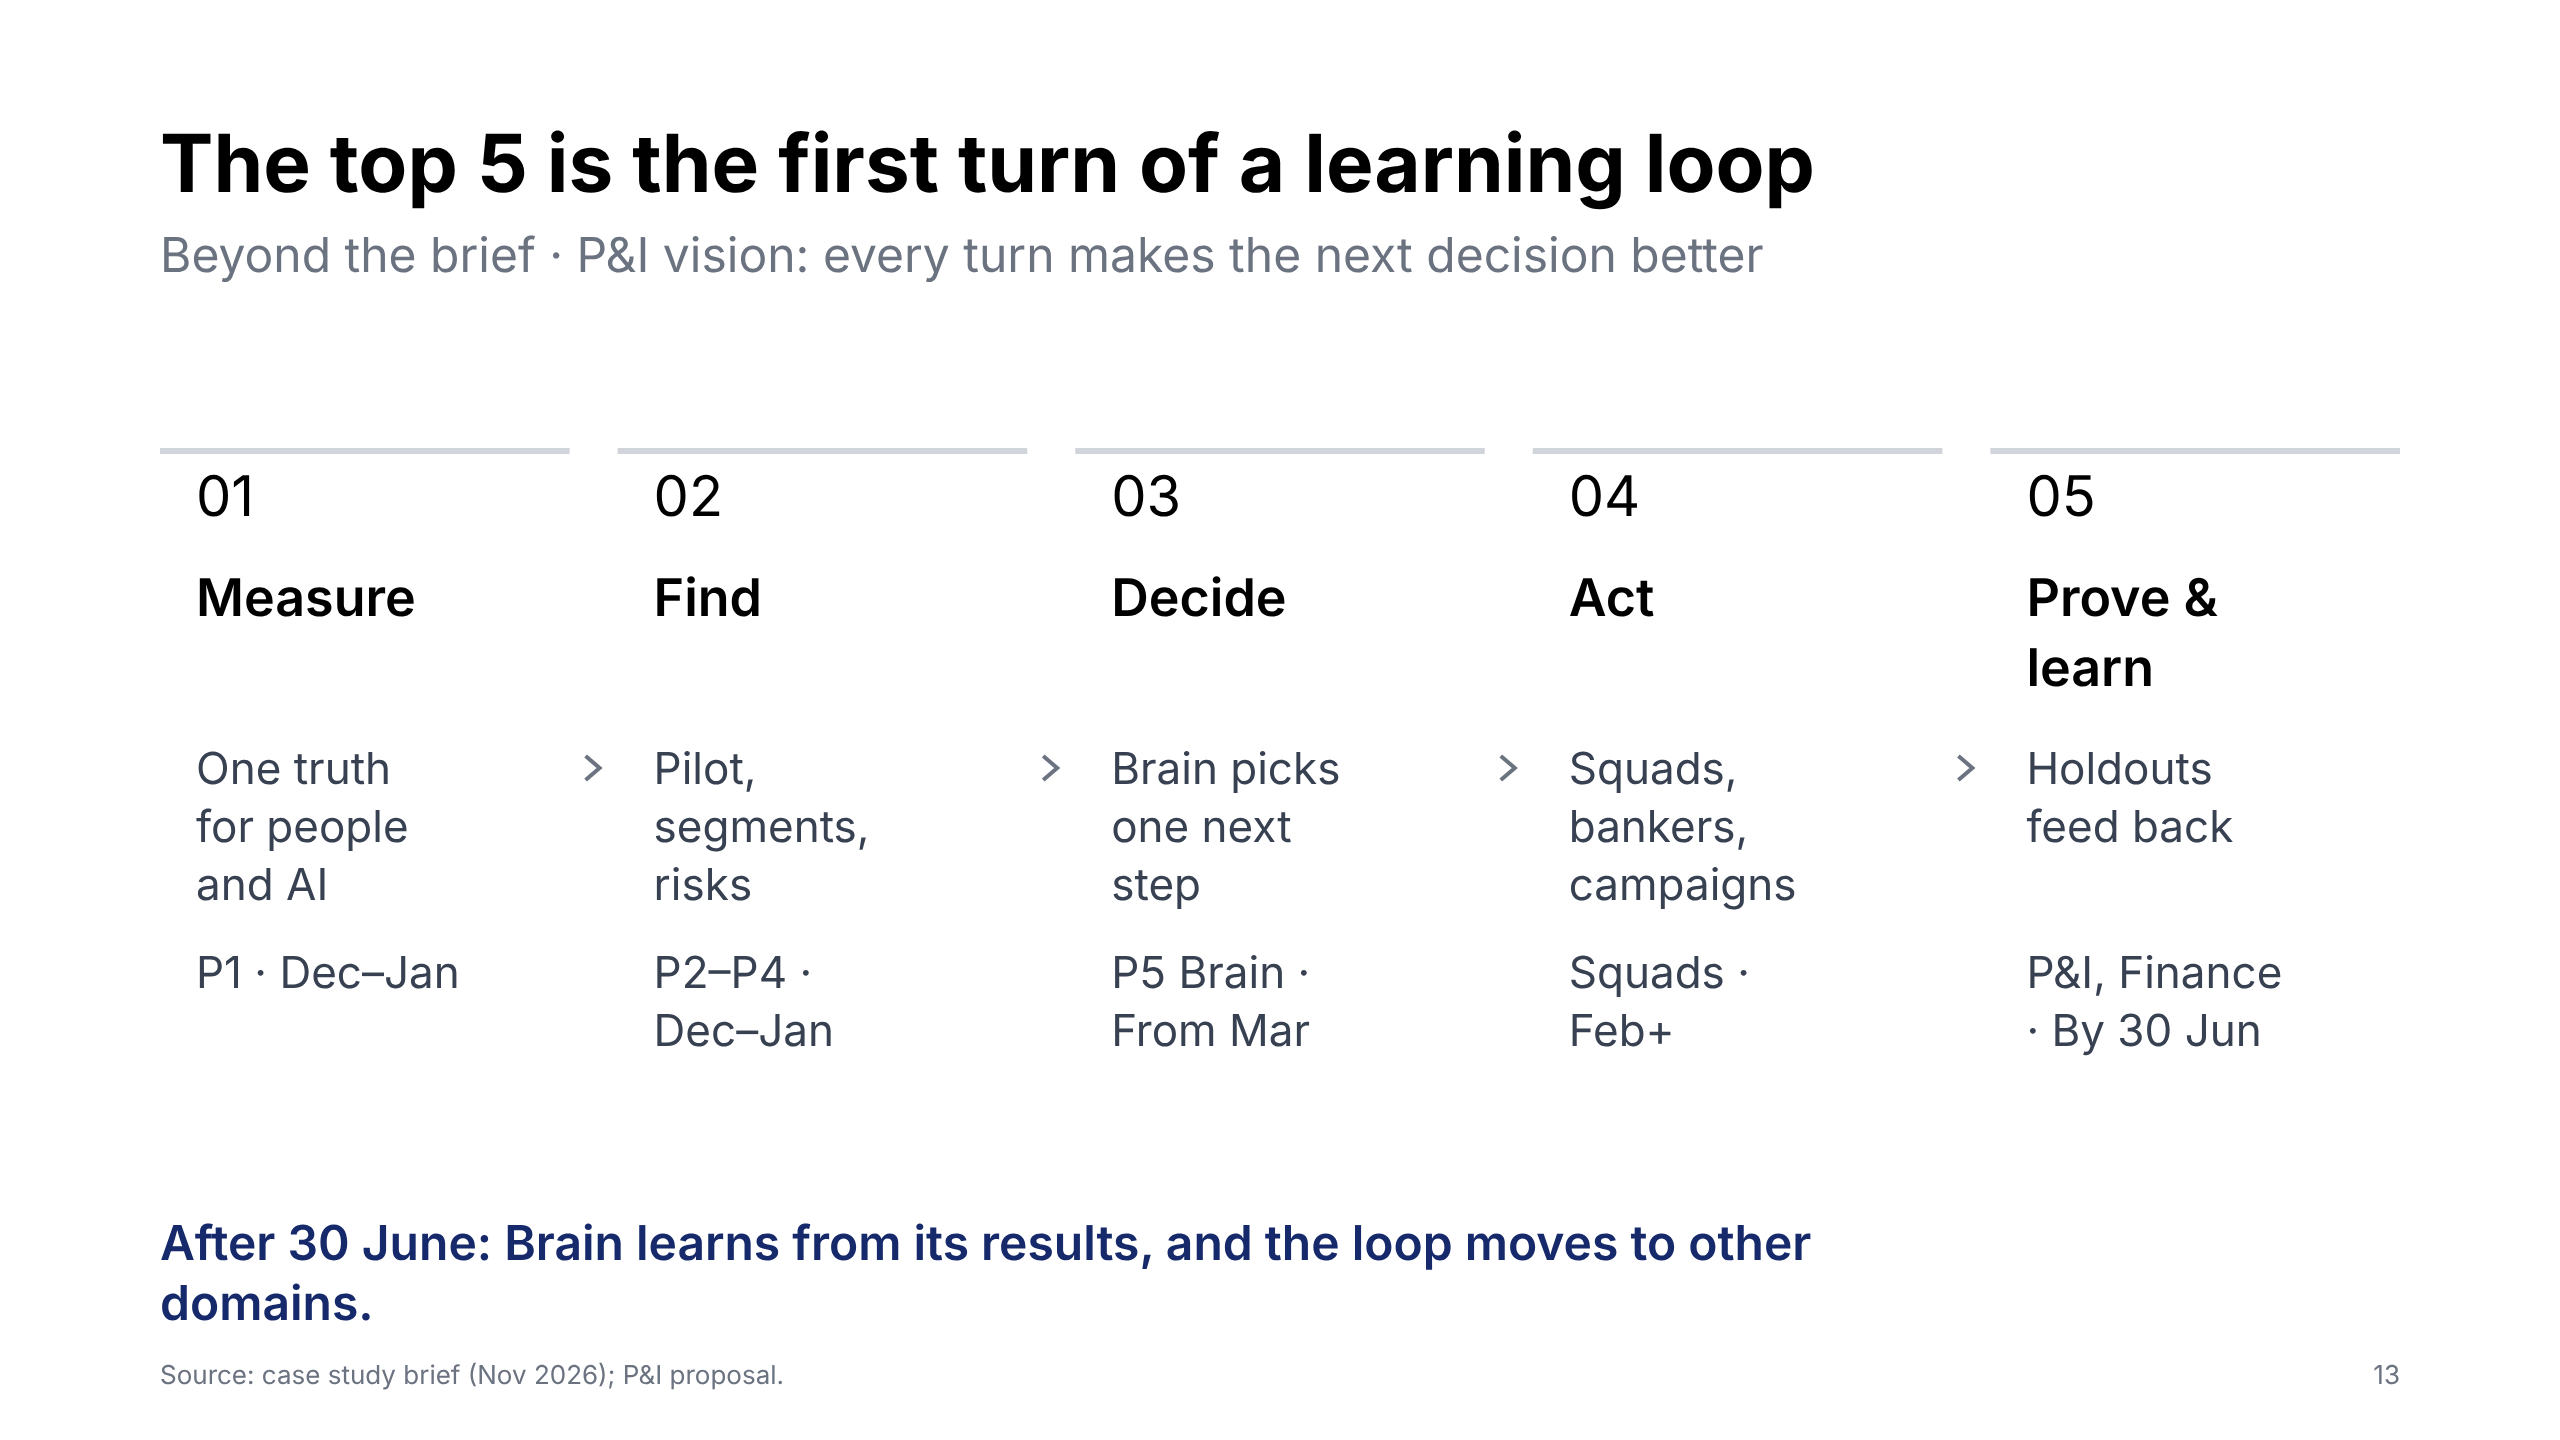 The top 5 is the first turn of a learning loop
Beyond the brief · P&I vision: every turn makes the next decision better
01
Measure
One truth
for people
and AI
P1 · Dec–Jan
>
02
Find
Pilot,
segments,
risks
P2–P4 ·
Dec–Jan
>
03
Decide
Brain picks
one next
step
P5 Brain ·
From Mar
>
04
Act
Squads,
bankers,
campaigns
Squads ·
Feb+
>
05
Prove &
learn
Holdouts
feed back
P&I, Finance
· By 30 Jun
After 30 June: Brain learns from its results, and the loop moves to other
domains.
Source: case study brief (Nov 2026); P&I proposal.
13